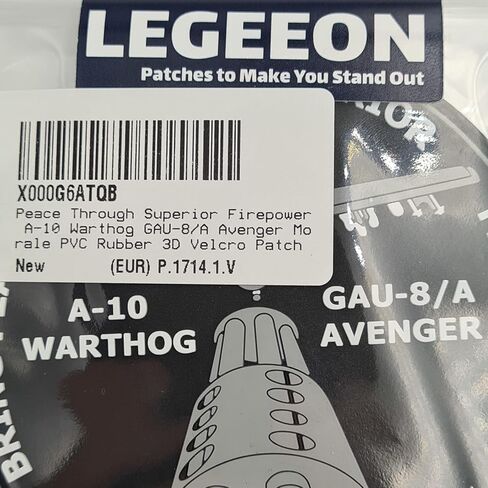 LEGEEON
Patches to Make You Stand Out
X000G6ATQB
Peace Through Superior Firepower
A-10 Warthog GAU-8/A Avenger Mo
rale PVC Rubber 3D Velcro Patch
New (EUR) P.1714.1.V
A-10
WARTHOG
GAU-8/A
AVENGER